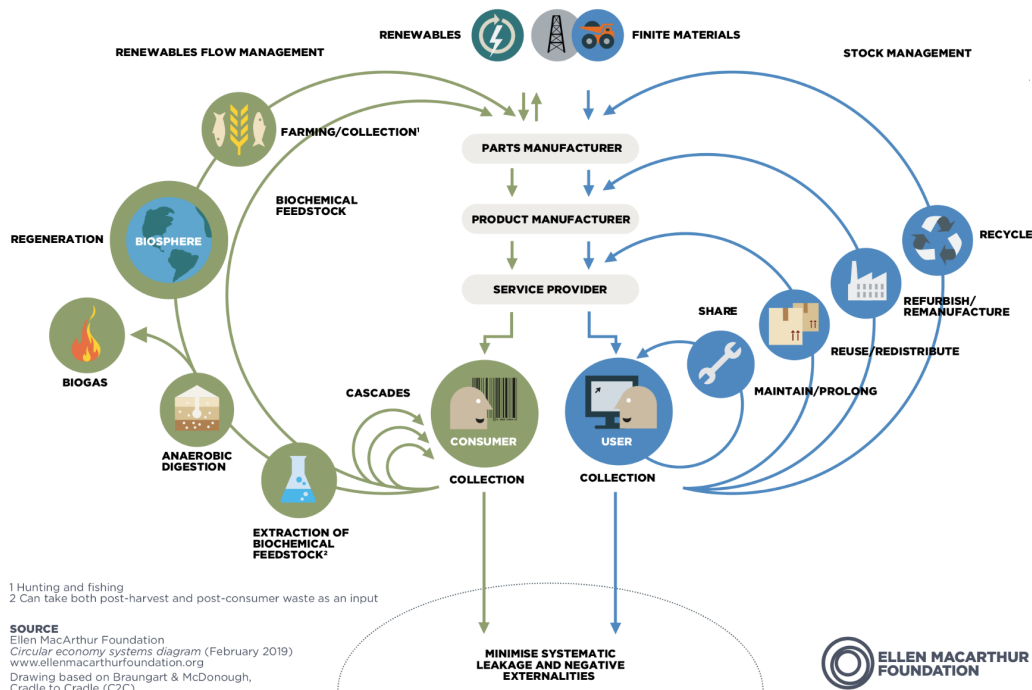 RENEWABLES
FINITE MATERIALS
RENEWABLES FLOW MANAGEMENT
STOCK MANAGEMENT
FARMING/COLLECTION¹
PARTS MANUFACTURER
BIOCHEMICAL
FEEDSTOCK
PRODUCT MANUFACTURER
REGENERATION
BIOSPHERE
RECYCLE
SERVICE PROVIDER
SHARE
REFURBISH/
REMANUFACTURE
REUSE/REDISTRIBUTE
BIOGAS
CASCADES
MAINTAIN/PROLONG
CONSUMER
USER
ANAEROBIC
DIGESTION
COLLECTION
COLLECTION
EXTRACTION OF
BIOCHEMICAL
FEEDSTOCK²
1 Hunting and fishing
2 Can take both post-harvest and post-consumer waste as an input
SOURCE
Ellen MacArthur Foundation
Circular economy systems diagram (February 2019)
www.ellenmacarthurfoundation.org
Drawing based on Braungart & McDonough,
Cradle to Cradle (C2C)
MINIMISE SYSTEMATIC
LEAKAGE AND NEGATIVE
EXTERNALITIES
ELLEN MACARTHUR
FOUNDATION